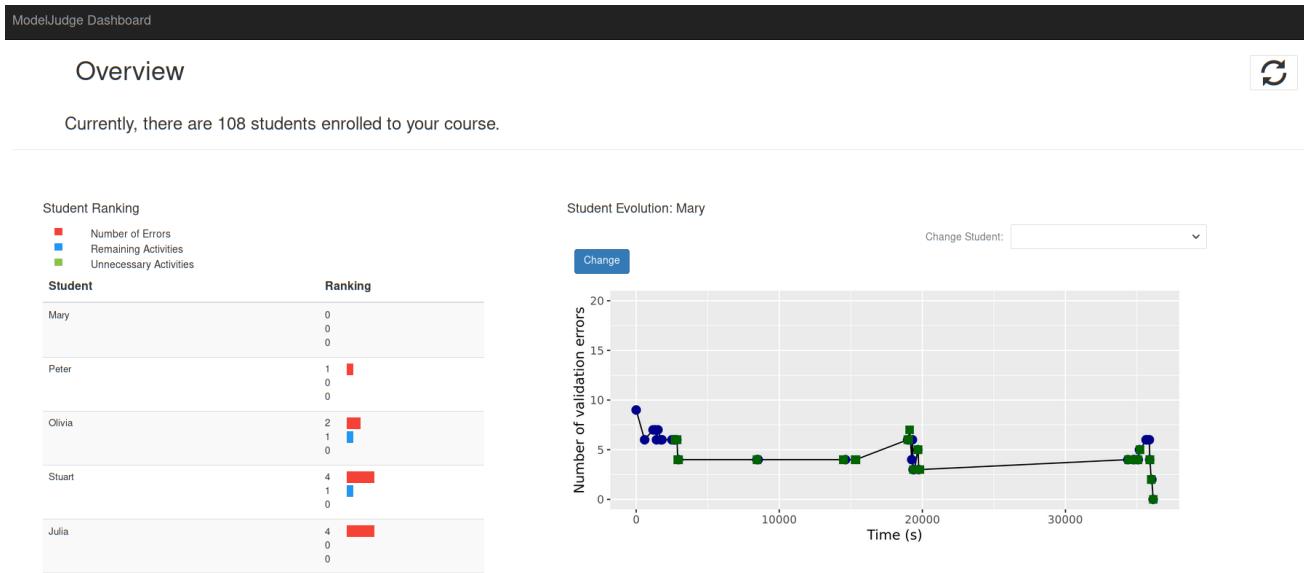 ModelJudge Dashboard
Overview
Currently, there are 108 students enrolled to your course.
Student Ranking
Number of Errors
Remaining Activities
Unnecessary Activities
Student Ranking
Mary 0
0
0
Peter 1
0
0
Olivia 2
1
0
Stuart 4
1
0
Julia 4
0
0
Student Evolution: Mary
Change Student:
Change
Number of validation errors
20
15
10
5
0
0 10000 20000 30000
Time (s)